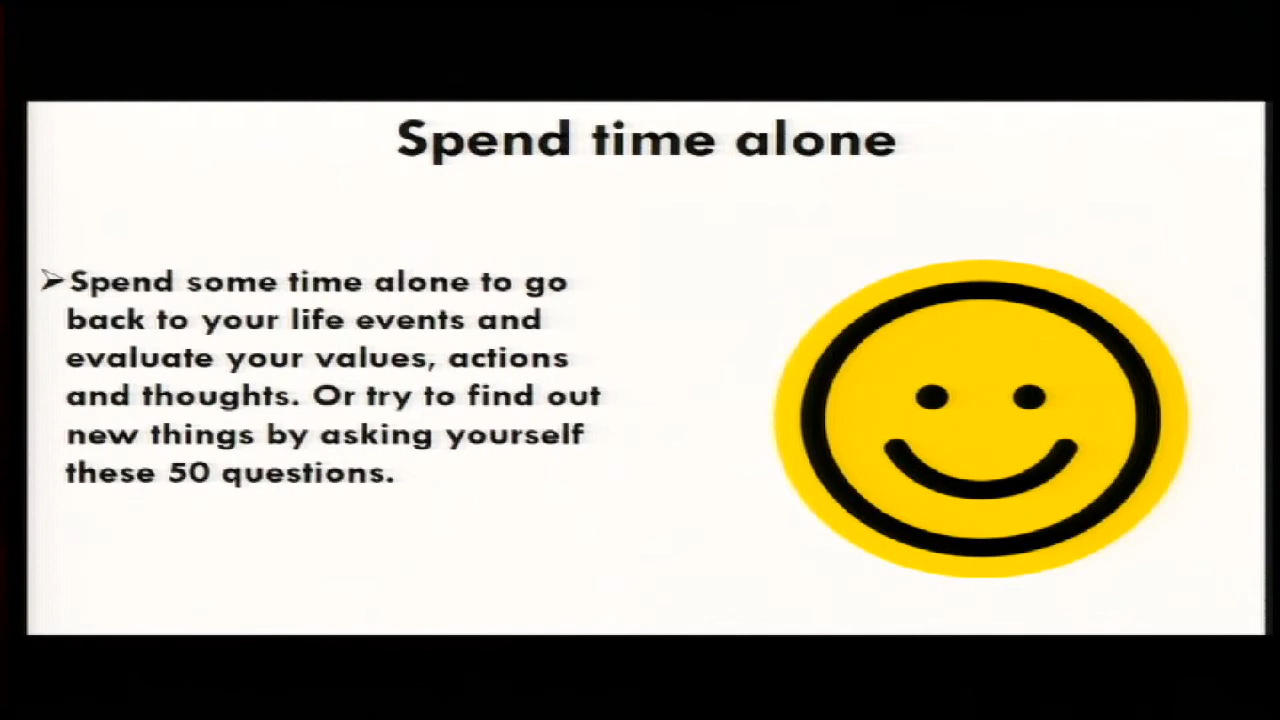 Spend time alone
➢Spend some time alone to go
back to your life events and
evaluate your values, actions
and thoughts. Or try to find out
new things by asking yourself
these 50 questions.